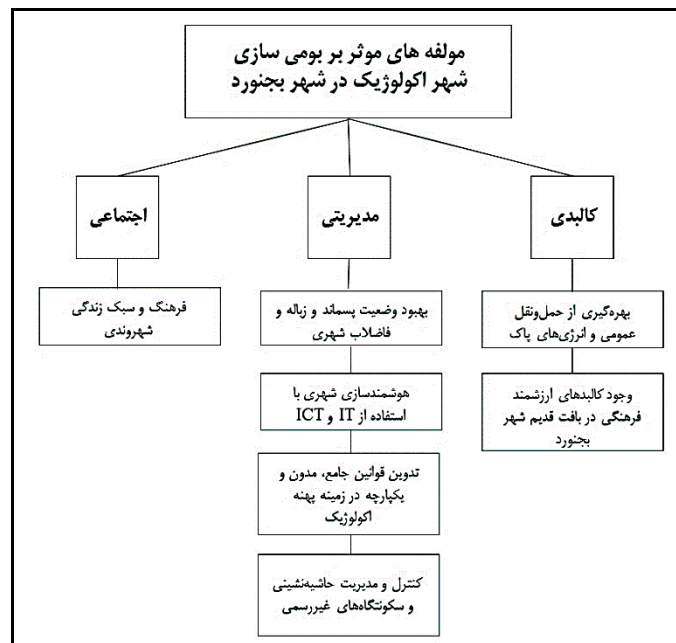 مولفه های موثر بر بومی سازی
شهر اکولوژیک در شهر بجنورد
کالبدی
بهره‌گیری از حمل‌ونقل
عمومی و انرژی‌های پاک
وجود کالبدهای ارزشمند
فرهنگی در بافت قدیم شهر
بجنورد
مدیریتی
بهبود وضعیت پسماند و زباله و
فاضلاب شهری
هوشمندسازی شهری با
استفاده از IT و ICT
تدوین قوانین جامع، مدون و
یکپارچه در زمینه پهنه
اکولوژیک
کنترل و مدیریت حاشیه‌نشینی
و سکونتگاه‌های غیررسمی
اجتماعی
فرهنگ و سبک زندگی
شهروندی